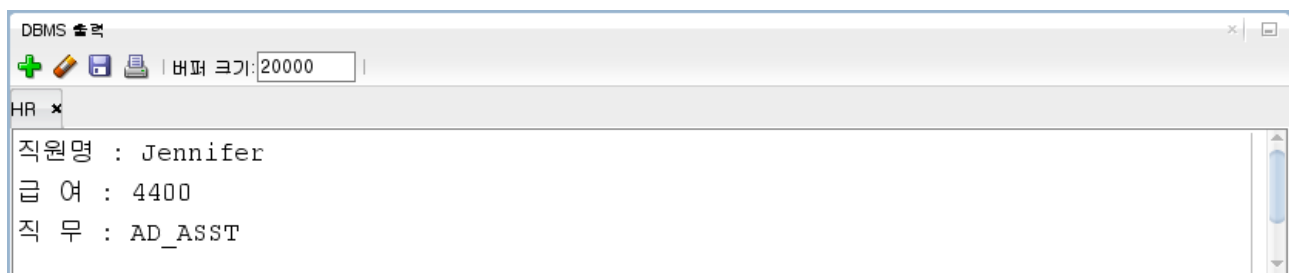 DBMS 출력
버퍼 크기: 20000
HR
직원명 : Jennifer
급 여 : 4400
직 무 : AD_ASST